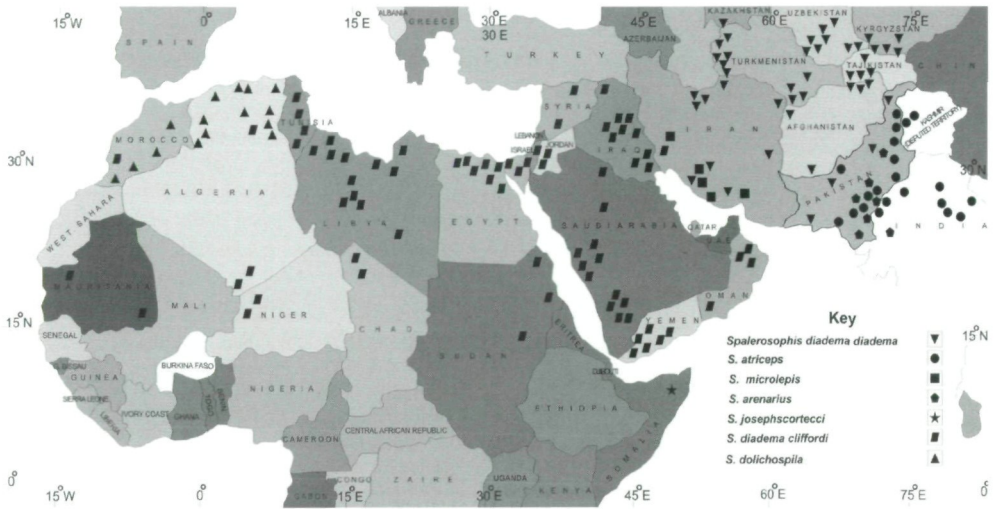 15°W 0° 15°E 30°E 45°E 60°E 75°E
30°E
ALBANIA
GREECE
KAZAKHSTAN
UZBEKISTAN
KYRGYZSTAN
SPAIN
TURKEY
AZERBAIJAN
TURKMENISTAN
TAJIKISTAN
CHIN
SYRIA
TUNISIA
IRAN
AFGHANISTAN
KASHMIR
DISPUTED TERRITORY
MOROCCO
LEBANON
ISRAEL
JORDAN
IRAQ
30°N
30°N
PAKISTAN
ALGERIA
LIBYA
EGYPT
SAUDI ARABIA
QATAR
UAE
INDIA
WEST SAHARA
MAURITANIA
MALI
NIGER
CHAD
SUDAN
OMAN
YEMEN
ERITREA
15°N
15°N
SENEGAL
GUINEA
BURKINA FASO
SIERRA LEONE
LIBERIA
IVORY COAST
GHANA
TOGO
BENIN
NIGERIA
DJIBOUTI
ETHIOPIA
SOMALIA
CAMEROON
CENTRAL AFRICAN REPUBLIC
CONGO
ZAIRE
UGANDA
KENYA
GABON
Key
Spalerosophis diadema diadema
S. atriceps
S. microlepis
S. arenarius
S. josephscortecci
S. diadema cliffordi
S. dolichospila
0°
0°
15°W 0° 15°E 30°E 45°E 60°E 75°E